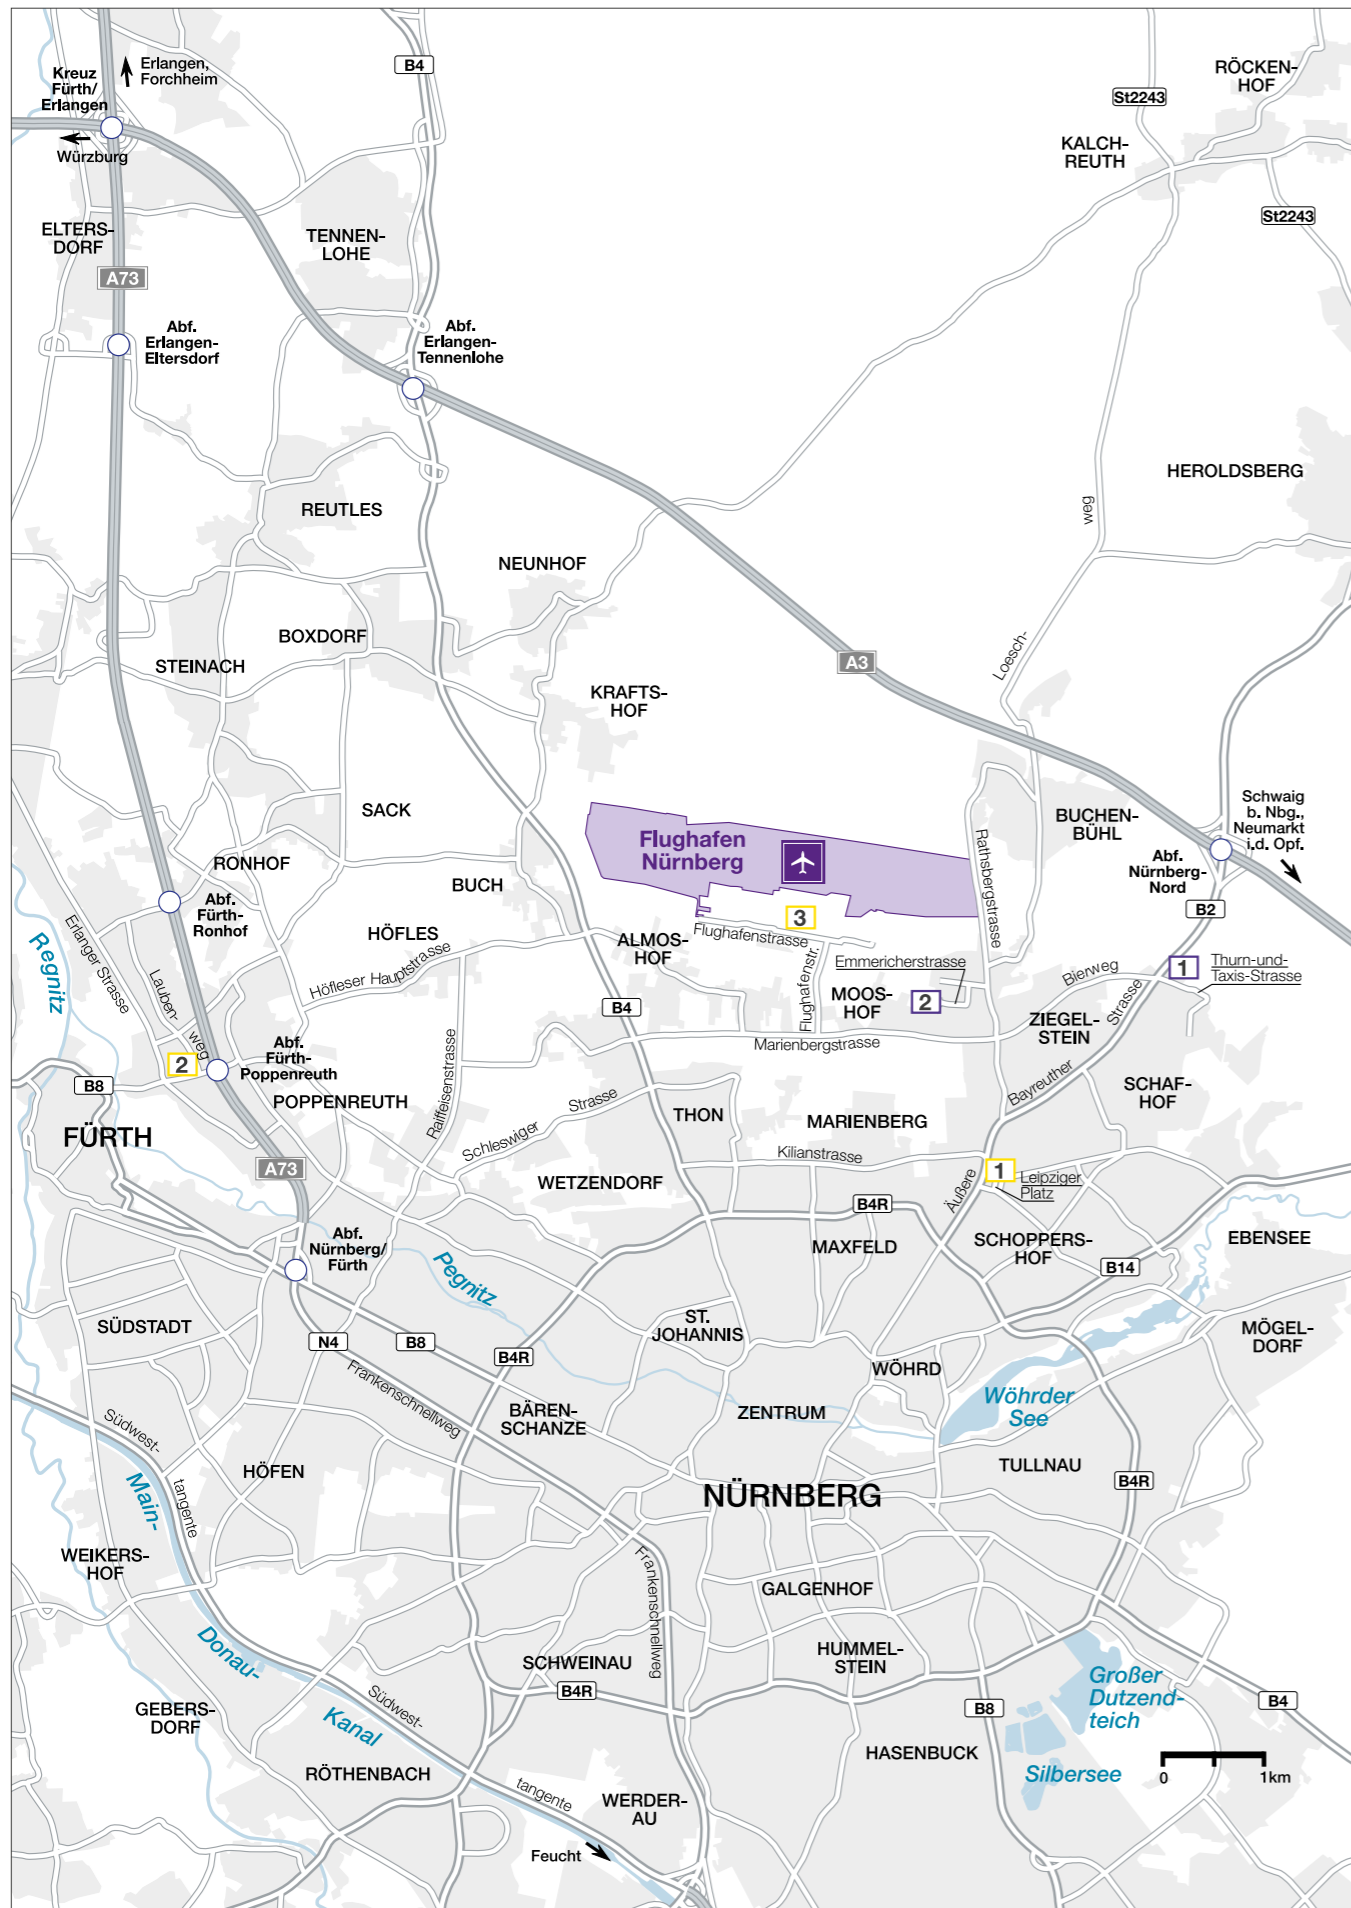 Kreuz
Fürth/
Erlangen
Erlangen,
Forchheim
Würzburg
B4
RÖCKEN-
HOF
St2243
KALCH-
REUTH
St2243
ELTERS-
DORF
TENNEN-
LOHE
A73
Abf.
Erlangen-
Eltersdorf
Abf.
Erlangen-
Tennenlohe
HEROLDSBERG
REUTLES
weg
NEUNHOF
BOXDORF
STEINACH
Loesch-
A3
KRAFTS-
HOF
SACK
Flughafen
Nürnberg
Rathsbergstrasse
BUCHEN-
BÜHL
Schwaig
b. Nbg.,
Neumarkt
i.d. Opf.
Abf.
Nürnberg-
Nord
B2
RONHOF
BUCH
Abf.
Fürth-
Ronhof
HÖFLES
3
Flughafenstrasse
ALMOS-
HOF
Emmericherstrasse
Flughafenstr.
MOOS-
HOF
2
Bierweg
1
Thurn-und-
Taxis-Strasse
Regnitz
Erlanger Strasse
Lauben-
weg
Höfleser Hauptstrasse
B4
Marienbergstrasse
ZIEGEL-
STEIN
Strasse
Bayreuther
Äußere
2
Abf.
Fürth-
Poppenreuth
B8
POPPENREUTH
Raiffeisenstrasse
Schleswiger
Strasse
THON
MARIENBERG
SCHAF-
HOF
FÜRTH
A73
WETZENDORF
Kilianstrasse
1
Leipziger
Platz
B4R
Abf.
Nürnberg/
Fürth
Pegnitz
MAXFELD
SCHOPPERS-
HOF
EBENSEE
B14
SÜDSTADT
N4
B8
B4R
ST.
JOHANNIS
MÖGEL-
DORF
WÖHRD
Frankenschnellweg
BÄREN-
SCHANZE
ZENTRUM
Wöhrder
See
Südwest-
tangente
HÖFEN
TULLNAU
B4R
Main-
NÜRNBERG
WEIKERS-
HOF
Frankenschnellweg
GALGENHOF
Donau-
SCHWEINAU
HUMMEL-
STEIN
B4R
Großer
Dutzend-
teich
B4
GEBERS-
DORF
Südwest-
Kanal
B8
HASENBUCK
RÖTHENBACH
Silbersee
0
1km
tangente
WERDER-
AU
Feucht